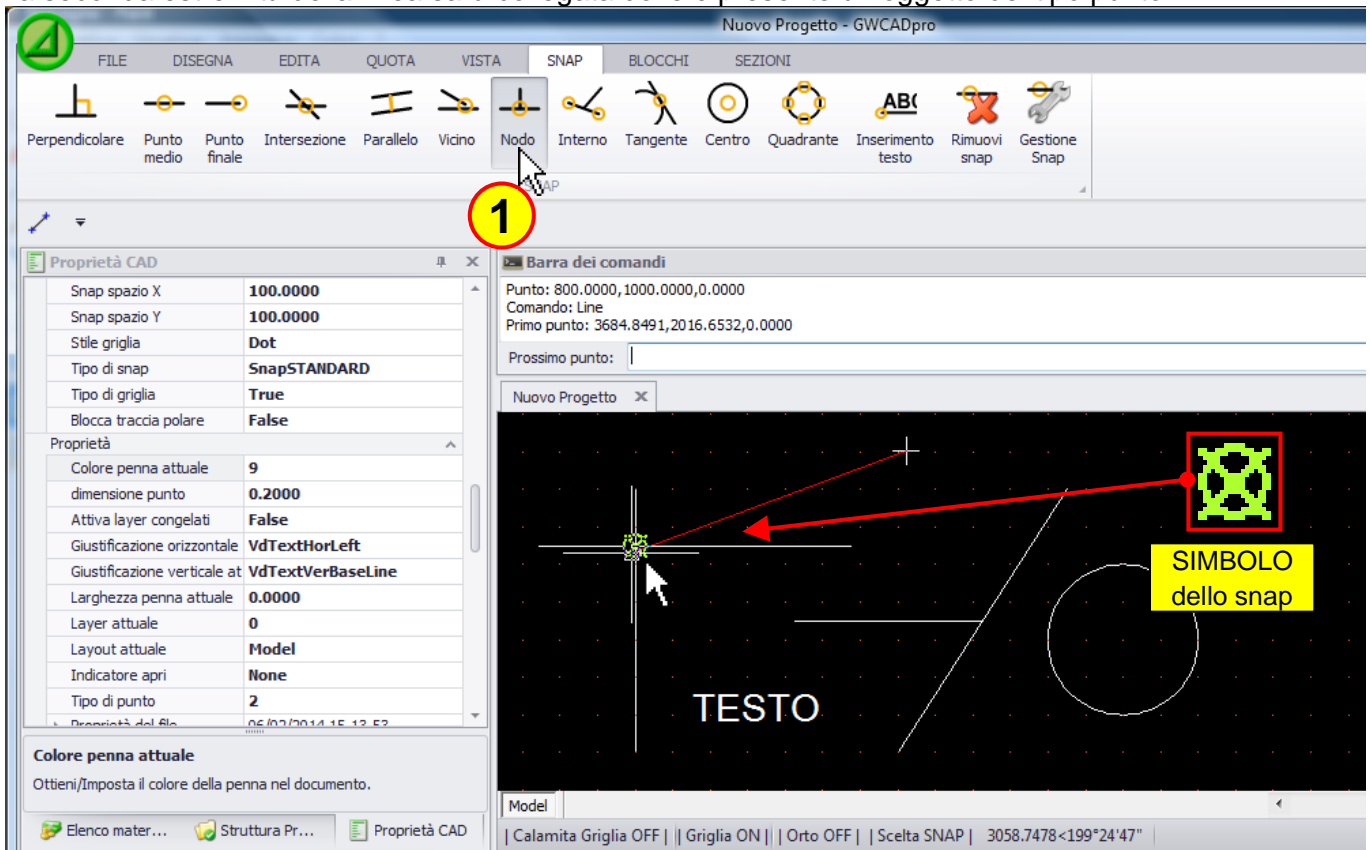 Nuovo Progetto - GWCADpro
FILE DISEGNA EDITA QUOTA VISTA SNAP BLOCCHI SEZIONI
ABC
Perpendicolare Punto medio Punto finale Intersezione Parallelo Vicino Nodo Interno Tangente Centro Quadrante Inserimento testo Rimuovi snap Gestione Snap
1
Proprietà CAD
Snap spazio X 100.0000
Snap spazio Y 100.0000
Stile griglia Dot
Tipo di snap SnapSTANDARD
Tipo di griglia True
Blocca traccia polare False
Proprietà
Colore penna attuale 9
dimensione punto 0.2000
Attiva layer congelati False
Giustificazione orizzontale VdTextHorLeft
Giustificazione verticale at VdTextVerBaseLine
Larghezza penna attuale 0.0000
Layer attuale 0
Layout attuale Model
Indicatore apri None
Tipo di punto 2
Proprietà del file
Colore penna attuale
Ottieni/Imposta il colore della penna nel documento.
Elenco mater... Struttura Pr... Proprietà CAD
Barra dei comandi
Punto: 800.0000,1000.0000,0.0000
Comando: Line
Primo punto: 3684.8491,2016.6532,0.0000
Prossimo punto:
Nuovo Progetto
SIMBOLO
dello snap
TESTO
Model
| Calamita Griglia OFF | | Griglia ON | | Orto OFF | | Scelta SNAP | 3058.7478<199°24'47"